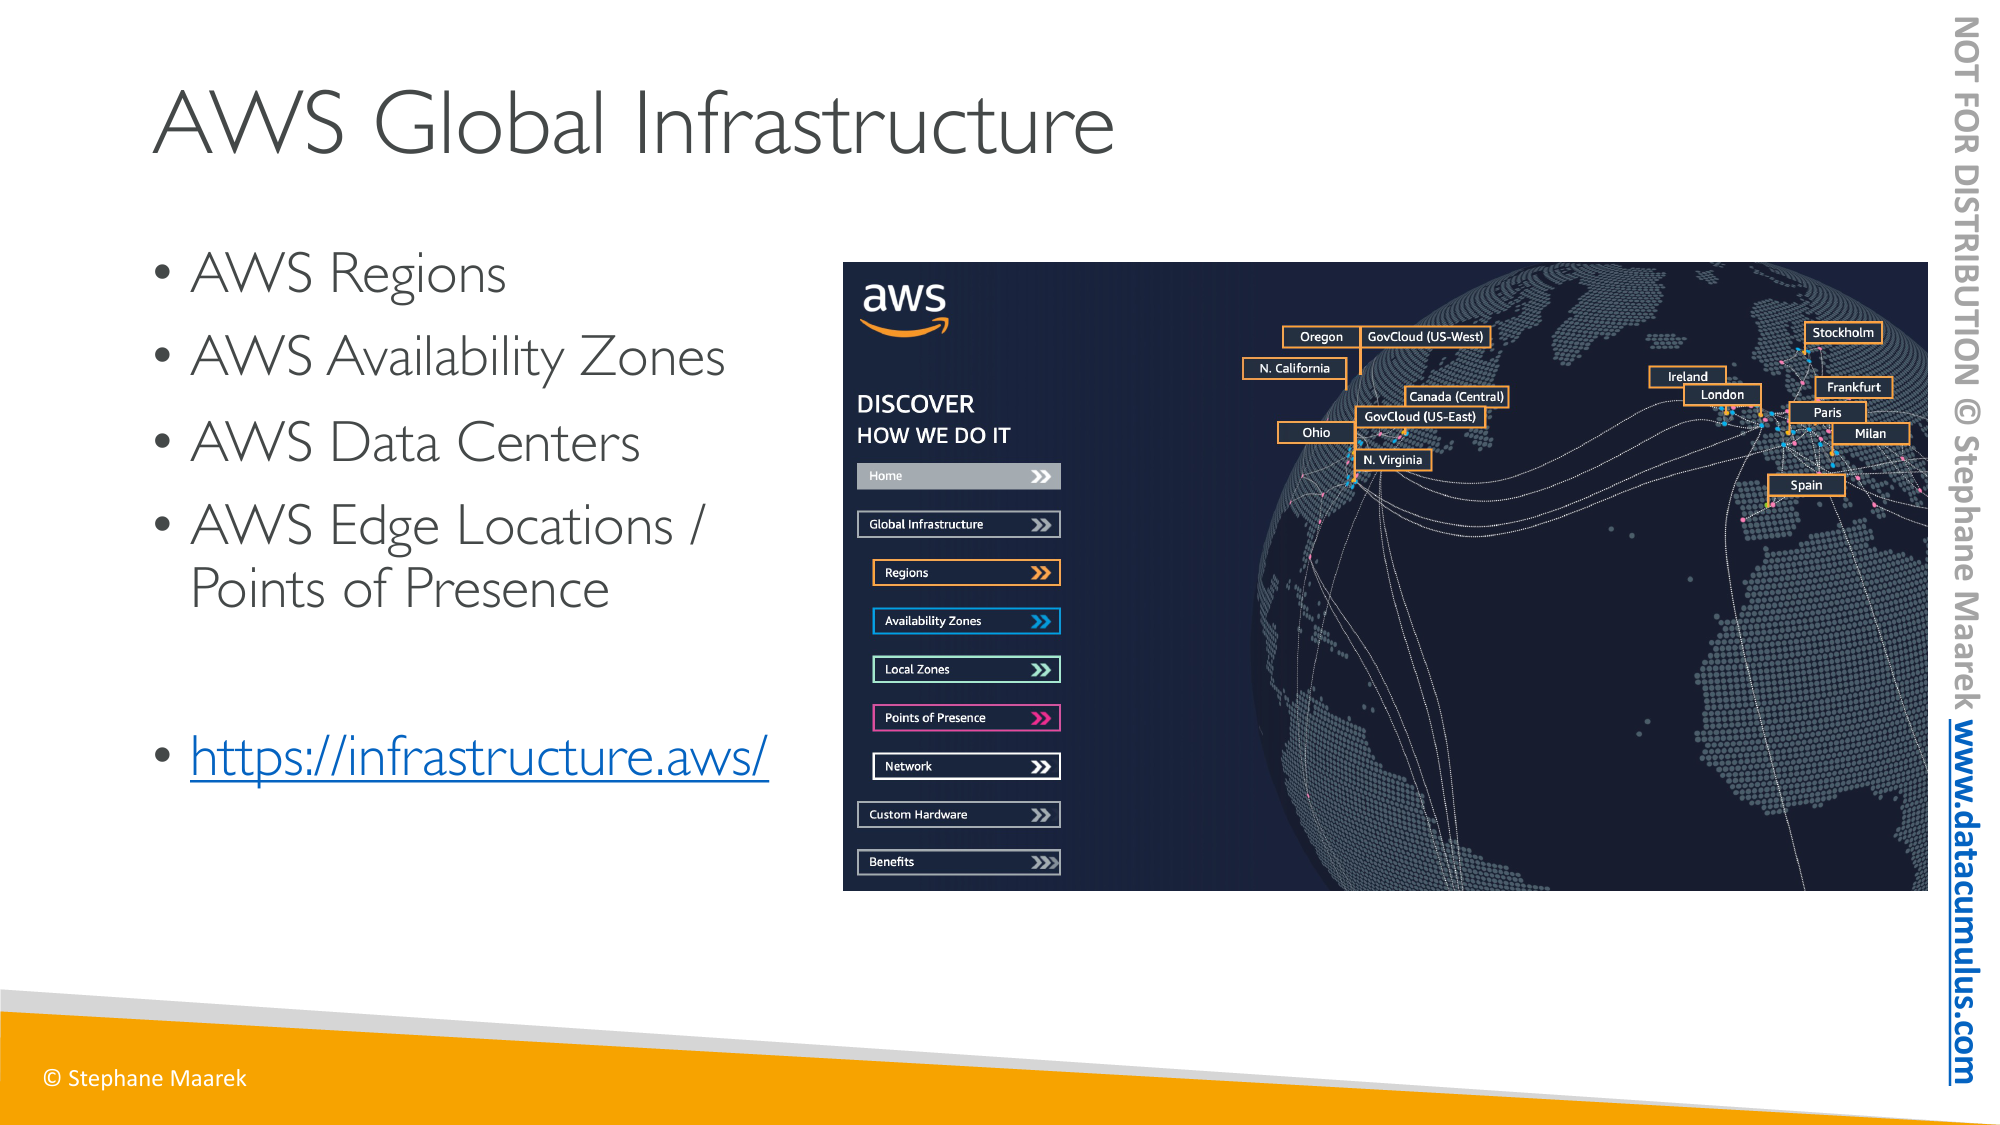 AWS Global Infrastructure
• AWS Regions
• AWS Availability Zones
• AWS Data Centers
• AWS Edge Locations /
Points of Presence
• https://infrastructure.aws/
aws
DISCOVER
HOW WE DO IT
Home
Global Infrastructure
Regions
Availability Zones
Local Zones
Points of Presence
Network
Custom Hardware
Benefits
Oregon
GovCloud (US-West)
N. California
Canada (Central)
GovCloud (US-East)
Ohio
N. Virginia
Stockholm
Ireland
Frankfurt
London
Paris
Milan
Spain
© Stephane Maarek
NOT FOR DISTRIBUTION © Stephane Maarek www.datacumulus.com